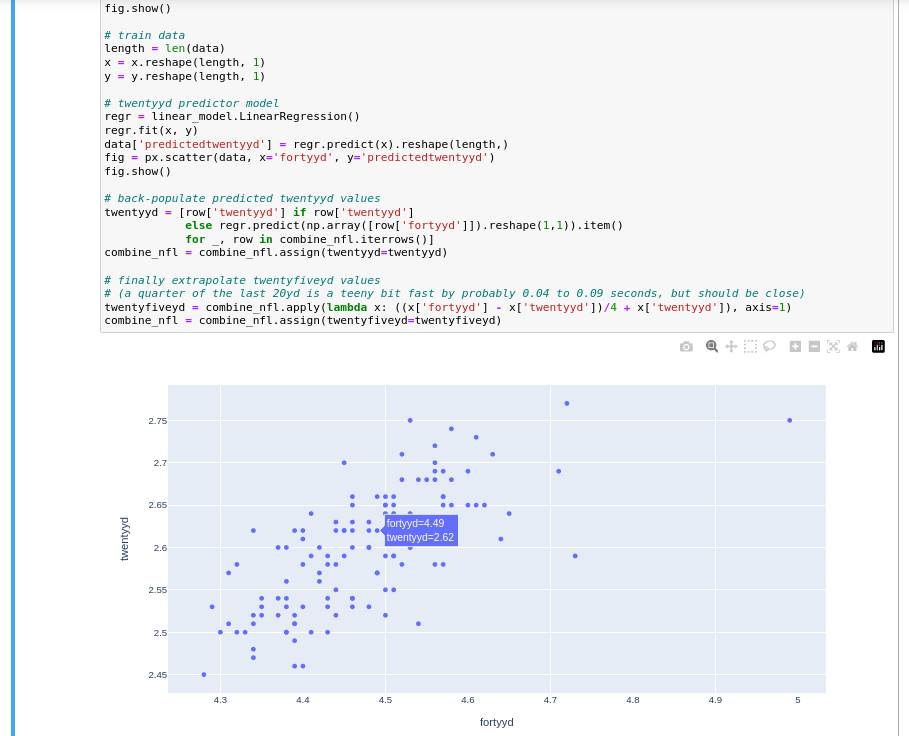 fig.show()
# train data
length = len(data)
x = x.reshape(length, 1)
y = y.reshape(length, 1)
# twentyyd predictor model
regr = linear_model.LinearRegression()
regr.fit(x, y)
data['predictedtwentyyd'] = regr.predict(x).reshape(length,)
fig = px.scatter(data, x='fortyyd', y='predictedtwentyyd')
fig.show()
# back-populate predicted twentyyd values
twentyyd = [row['twentyyd'] if row['twentyyd']
            else regr.predict(np.array([row['fortyyd']]).reshape(1,1)).item()
            for _, row in combine_nfl.iterrows()]
combine_nfl = combine_nfl.assign(twentyyd=twentyyd)
# finally extrapolate twentyfiveyd values
# (a quarter of the last 20yd is a teeny bit fast by probably 0.04 to 0.09 seconds, but should be close)
twentyfiveyd = combine_nfl.apply(lambda x: ((x['fortyyd'] - x['twentyyd'])/4 + x['twentyyd']), axis=1)
combine_nfl = combine_nfl.assign(twentyfiveyd=twentyfiveyd)
2.75
2.7
2.65
2.6
2.55
2.5
2.45
twentyyd
fortyyd=4.49
twentyyd=2.62
4.3 4.4 4.5 4.6 4.7 4.8 4.9 5
fortyyd